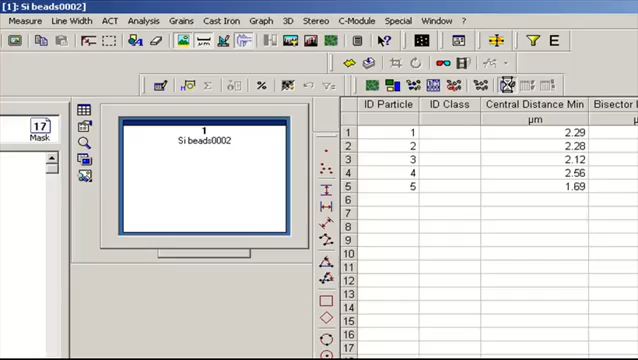 [1]: Si beads0002]
Measure Line Width ACT Analysis Grains Cast Iron Graph 3D Stereo C-Module Special Window ?
17
Mask
1
Si beads0002
ID Particle ID Class Central Distance Min Bisector
µm
1 1 2.29
2 2 2.28
3 3 2.12
4 4 2.56
5 5 1.69
6
7
8
9
10
11
12
13
14
15
16
17